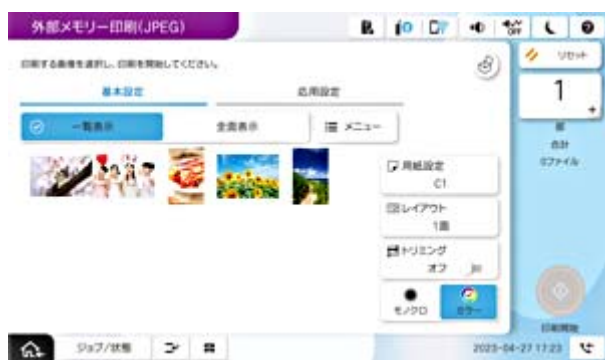 外部メモリー印刷(JPEG)
OFF
印刷する画像を選択し、印刷を開始してください。
リセット
基本設定
応用設定
1
+
一覧表示
全面表示
メニュー
部
合計
0ファイル
用紙設定
C1
レイアウト
1面
トリミング
オフ
モノクロ
カラー
印刷開始
ジョブ/状態
2023-04-27 17:23